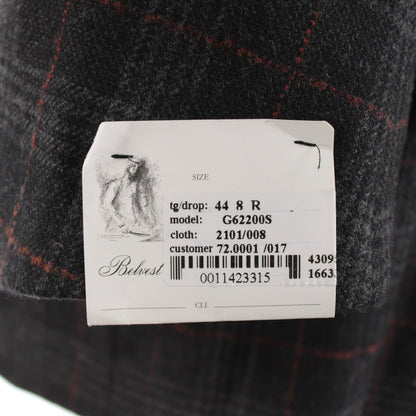 SIZE
tg/drop: 44 8 R
model: G62200S
cloth: 2101/008
customer 72.0001 /017
4309
1663
0011423315
Belvest
CLL